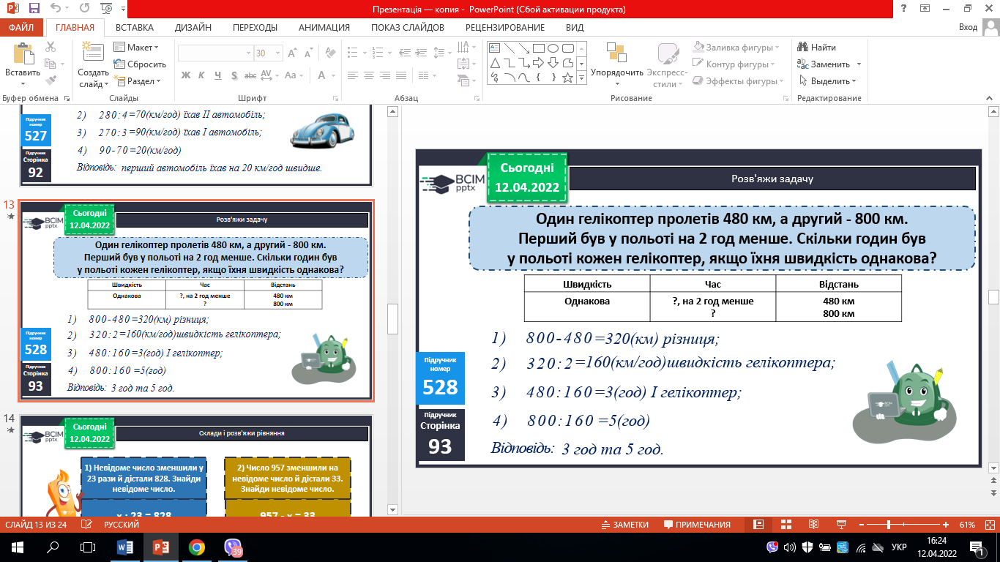 Презентація — копия - PowerPoint (Сбой активации продукта)
ФАЙЛ ГЛАВНАЯ ВСТАВКА ДИЗАЙН ПЕРЕХОДЫ АНИМАЦИЯ ПОКАЗ СЛАЙДОВ РЕЦЕНЗИРОВАНИЕ ВИД Вход
Вставить
Буфер обмена
Создать слайд
Макет
Сбросить
Раздел
Слайды
30
Ж К Ч S abc AV Aa А
Шрифт
Абзац
Упорядочить
Экспресс-стили
Заливка фигуры
Контур фигуры
Эффекты фигуры
Рисование
Найти
Заменить
Выделить
Редактирование
2) 280:4=70(км/год) їхав ІІ автомобіль;
3) 270:3=90(км/год) їхав І автомобіль;
4) 90-70=20(км/год)
Відповідь: перший автомобіль їхав на 20 км/год швидше.
Підручник
номер
527
Підручник
Сторінка
92
13
Сьогодні
12.04.2022
BCIM
pptx
Розв'яжи задачу
Один гелікоптер пролетів 480 км, а другий - 800 км.
Перший був у польоті на 2 год менше. Скільки годин був
у польоті кожен гелікоптер, якщо їхня швидкість однакова?
Швидкість Час Відстань
Однакова ?, на 2 год менше 480 км
? 800 км
1) 800-480=320(км) різниця;
2) 320:2=160(км/год)швидкість гелікоптера;
3) 480:160=3(год) І гелікоптер;
4) 800:160=5(год)
Відповідь: 3 год та 5 год.
Підручник
номер
528
Підручник
Сторінка
93
14
Сьогодні
12.04.2022
BCIM
pptx
Склади і розв'яжи рівняння
1) Невідоме число зменшили у
23 рази й дістали 828. Знайди
невідоме число.
х : 23 = 828
2) Число 957 зменшили на
невідоме число й дістали 33.
Знайди невідоме число.
957 - х = 33
Сьогодні
12.04.2022
BCIM
pptx
Розв'яжи задачу
Один гелікоптер пролетів 480 км, а другий - 800 км.
Перший був у польоті на 2 год менше. Скільки годин був
у польоті кожен гелікоптер, якщо їхня швидкість однакова?
Швидкість Час Відстань
Однакова ?, на 2 год менше 480 км
? 800 км
1) 800-480=320(км) різниця;
2) 320:2=160(км/год)швидкість гелікоптера;
3) 480:160=3(год) І гелікоптер;
4) 800:160=5(год)
Відповідь: 3 год та 5 год.
Підручник
номер
528
Підручник
Сторінка
93
СЛАЙД 13 ИЗ 24 РУССКИЙ ЗАМЕТКИ ПРИМЕЧАНИЯ 61%
39
УКР
16:24
12.04.2022
1